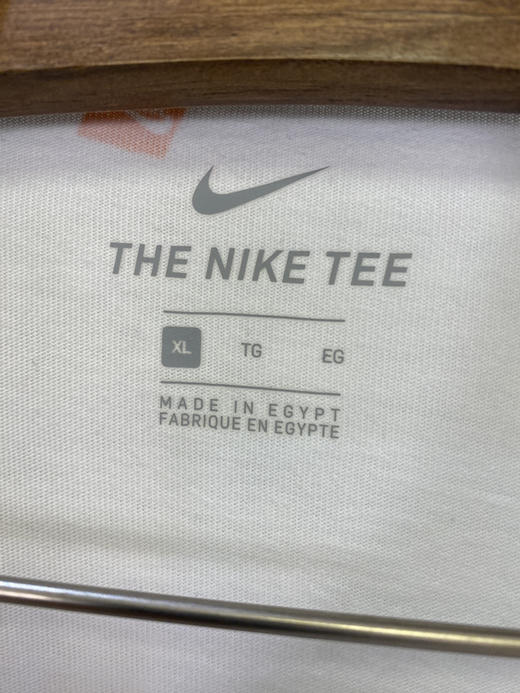 THE NIKE TEE
XL TG EG
MADE IN EGYPT
FABRIQUE EN EGYPTE